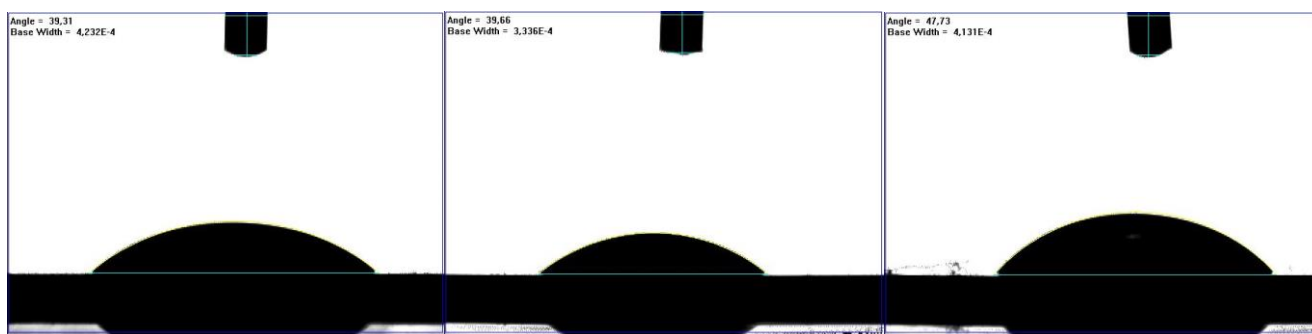 Angle = 39,31
Base Width = 4,232E-4
Angle = 39,66
Base Width = 3,336E-4
Angle = 47,73
Base Width = 4,131E-4